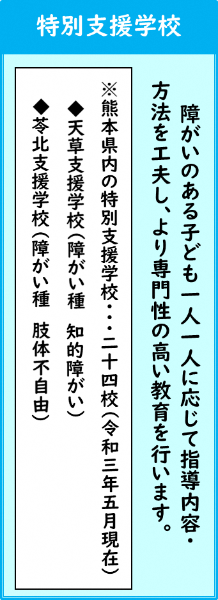 特別支援学校
障がいのある子ども一人一人に応じて指導内容・
方法を工夫し、より専門性の高い教育を行います。
※熊本県内の特別支援学校・・・二十四校(令和三年五月現在)
◆天草支援学校(障がい種　知的障がい)
◆苓北支援学校(障がい種　肢体不自由)